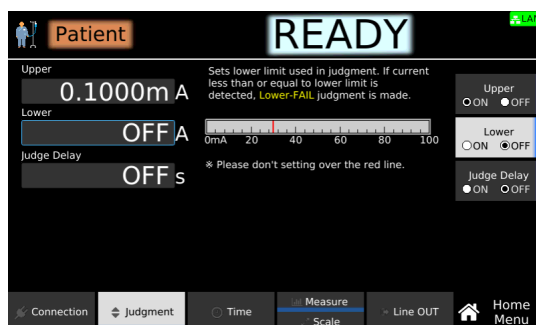 Patient
READY
LAN
Upper
0.1000m A
Lower
OFF A
Judge Delay
OFF s
Sets lower limit used in judgment. If current
less than or equal to lower limit is
detected, Lower-FAIL judgment is made.
0mA 20 40 60 80 100
※ Please don't setting over the red line.
Upper
ON OFF
Lower
ON OFF
Judge Delay
ON OFF
Connection
Judgment
Time
Measure
Scale
Line OUT
Home
Menu